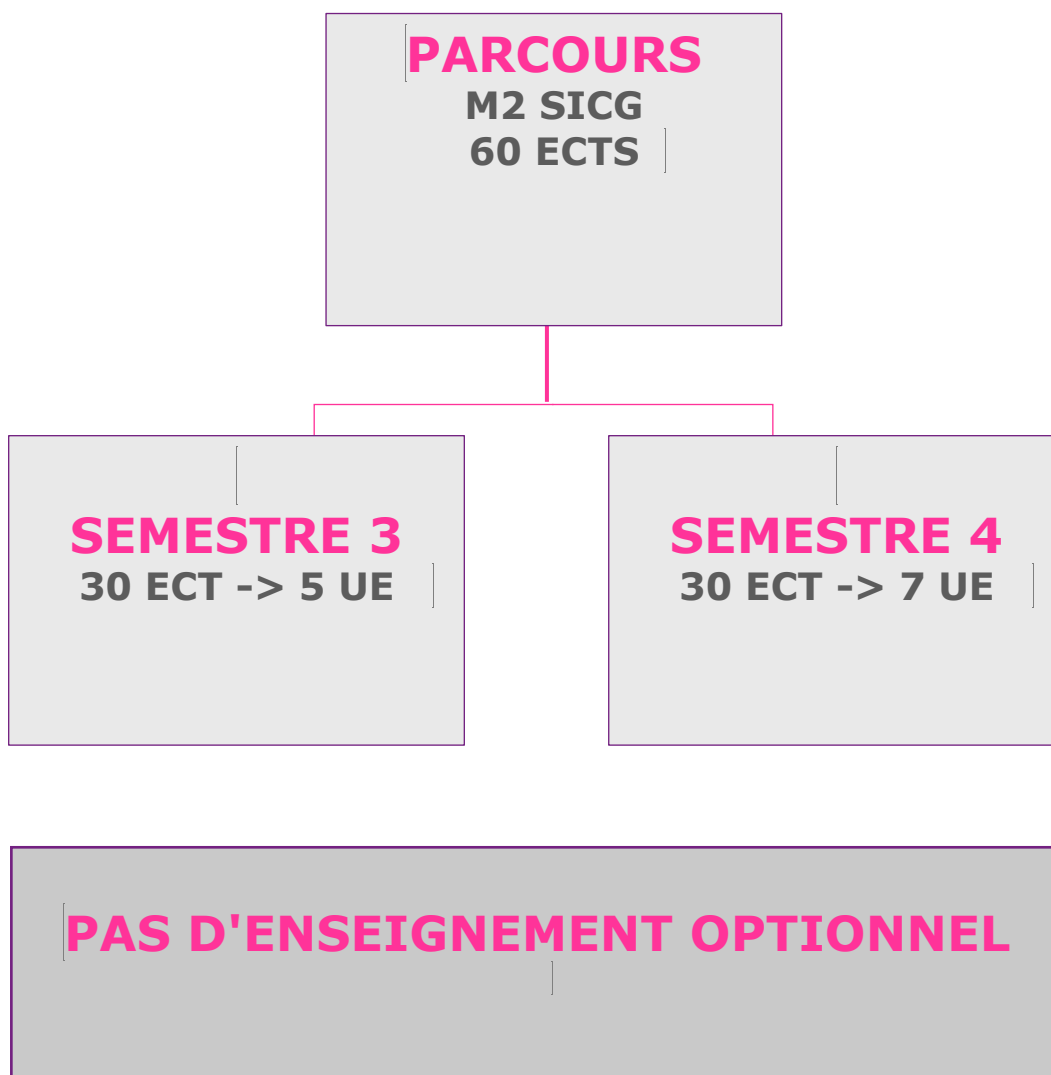 PARCOURS
M2 SICG
60 ECTS
SEMESTRE 3
30 ECT -> 5 UE
SEMESTRE 4
30 ECT -> 7 UE
PAS D'ENSEIGNEMENT OPTIONNEL